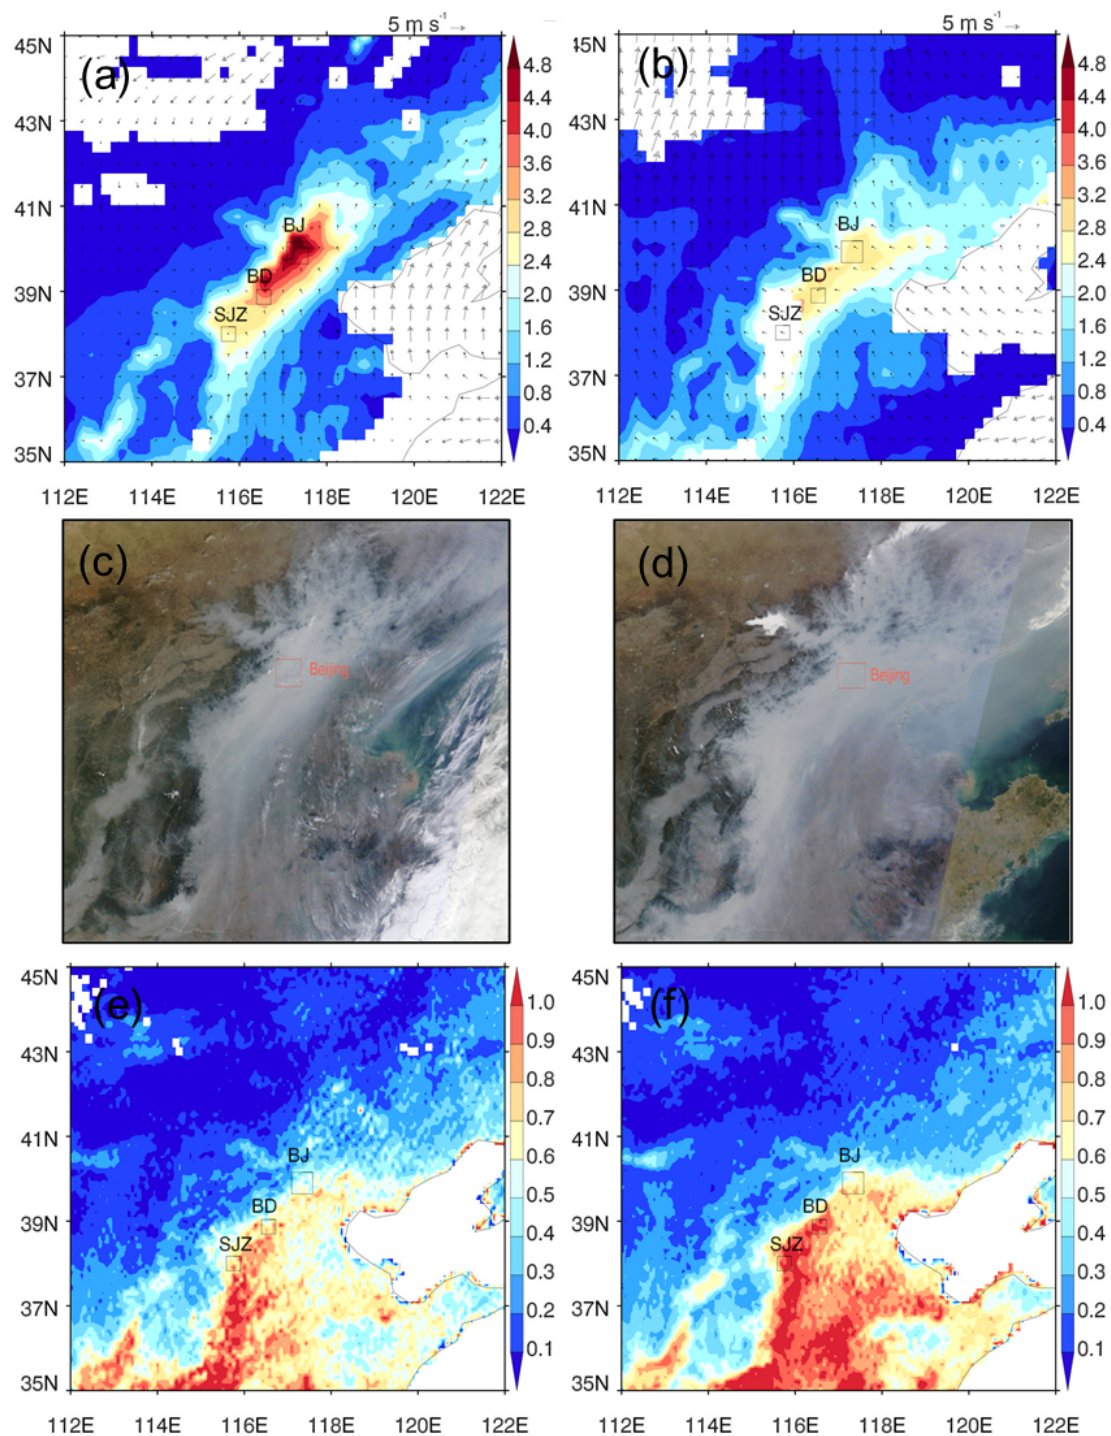 5 m s⁻¹
5 m s⁻¹
45N
(a)
4.8
45N
(b)
4.8
4.4
4.4
43N
4.0
43N
4.0
3.6
3.6
3.2
3.2
41N
BJ
2.8
41N
BJ
2.8
2.4
2.4
39N
BD
2.0
39N
BD
2.0
SJZ
1.6
SJZ
1.6
37N
1.2
37N
1.2
0.8
0.8
0.4
0.4
35N
35N
112E 114E 116E 118E 120E 122E
112E 114E 116E 118E 120E 122E
(c)
(d)
Beijing
Beijing
45N
(e)
1.0
45N
(f)
1.0
0.9
0.9
43N
0.8
43N
0.8
0.7
0.7
41N
BJ
0.6
41N
BJ
0.6
0.5
0.5
39N
BD
0.4
39N
BD
0.4
SJZ
0.3
SJZ
0.3
37N
0.2
37N
0.2
0.1
0.1
35N
35N
112E 114E 116E 118E 120E 122E
112E 114E 116E 118E 120E 122E